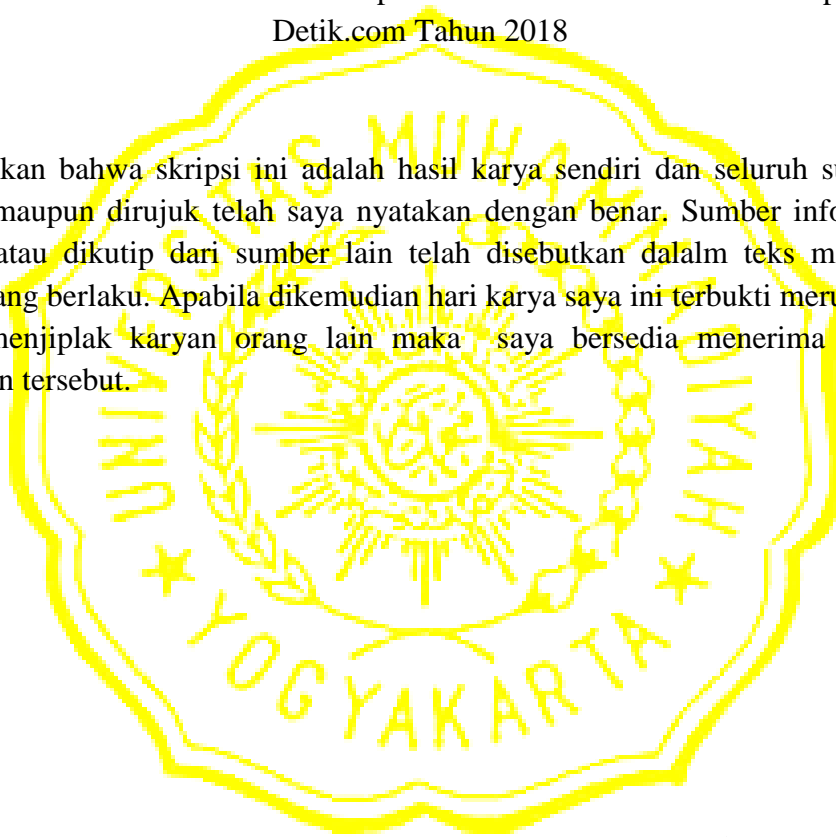 Detik.com Tahun 2018
kan bahwa skripsi ini adalah hasil karya sendiri dan seluruh su
maupun dirujuk telah saya nyatakan dengan benar. Sumber info
atau dikutip dari sumber lain telah disebutkan dalalm teks m
ang berlaku. Apabila dikemudian hari karya saya ini terbukti meru
menjiplak karyan orang lain maka saya bersedia menerima
n tersebut.
UNIVERSITAS MUHAMMADIYAH
YOGYAKARTA